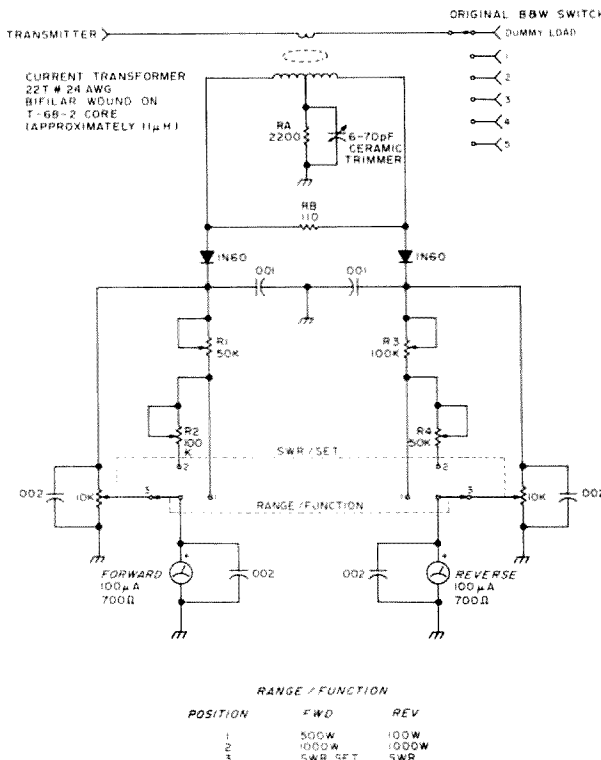 ORIGINAL B&W SWITCH
TRANSMITTER
DUMMY LOAD
1
2
3
4
5
CURRENT TRANSFORMER
22T # 24 AWG
BIFILAR WOUND ON
T-68-2 CORE
(APPROXIMATELY 11μH)
RA
2200
6-70pF
CERAMIC
TRIMMER
RB
110
1N60
001
001
1N60
R1
50K
R3
100K
R2
100
K
R4
50K
SWR/SET
2
2
002
10K
3
1
RANGE/FUNCTION
1
3
10K
002
+
FORWARD
100μA
700Ω
002
002
+
REVERSE
100μA
700Ω
RANGE/FUNCTION
POSITION FWD REV
1 500W 100W
2 1000W 1000W
3 SWR SET SWR